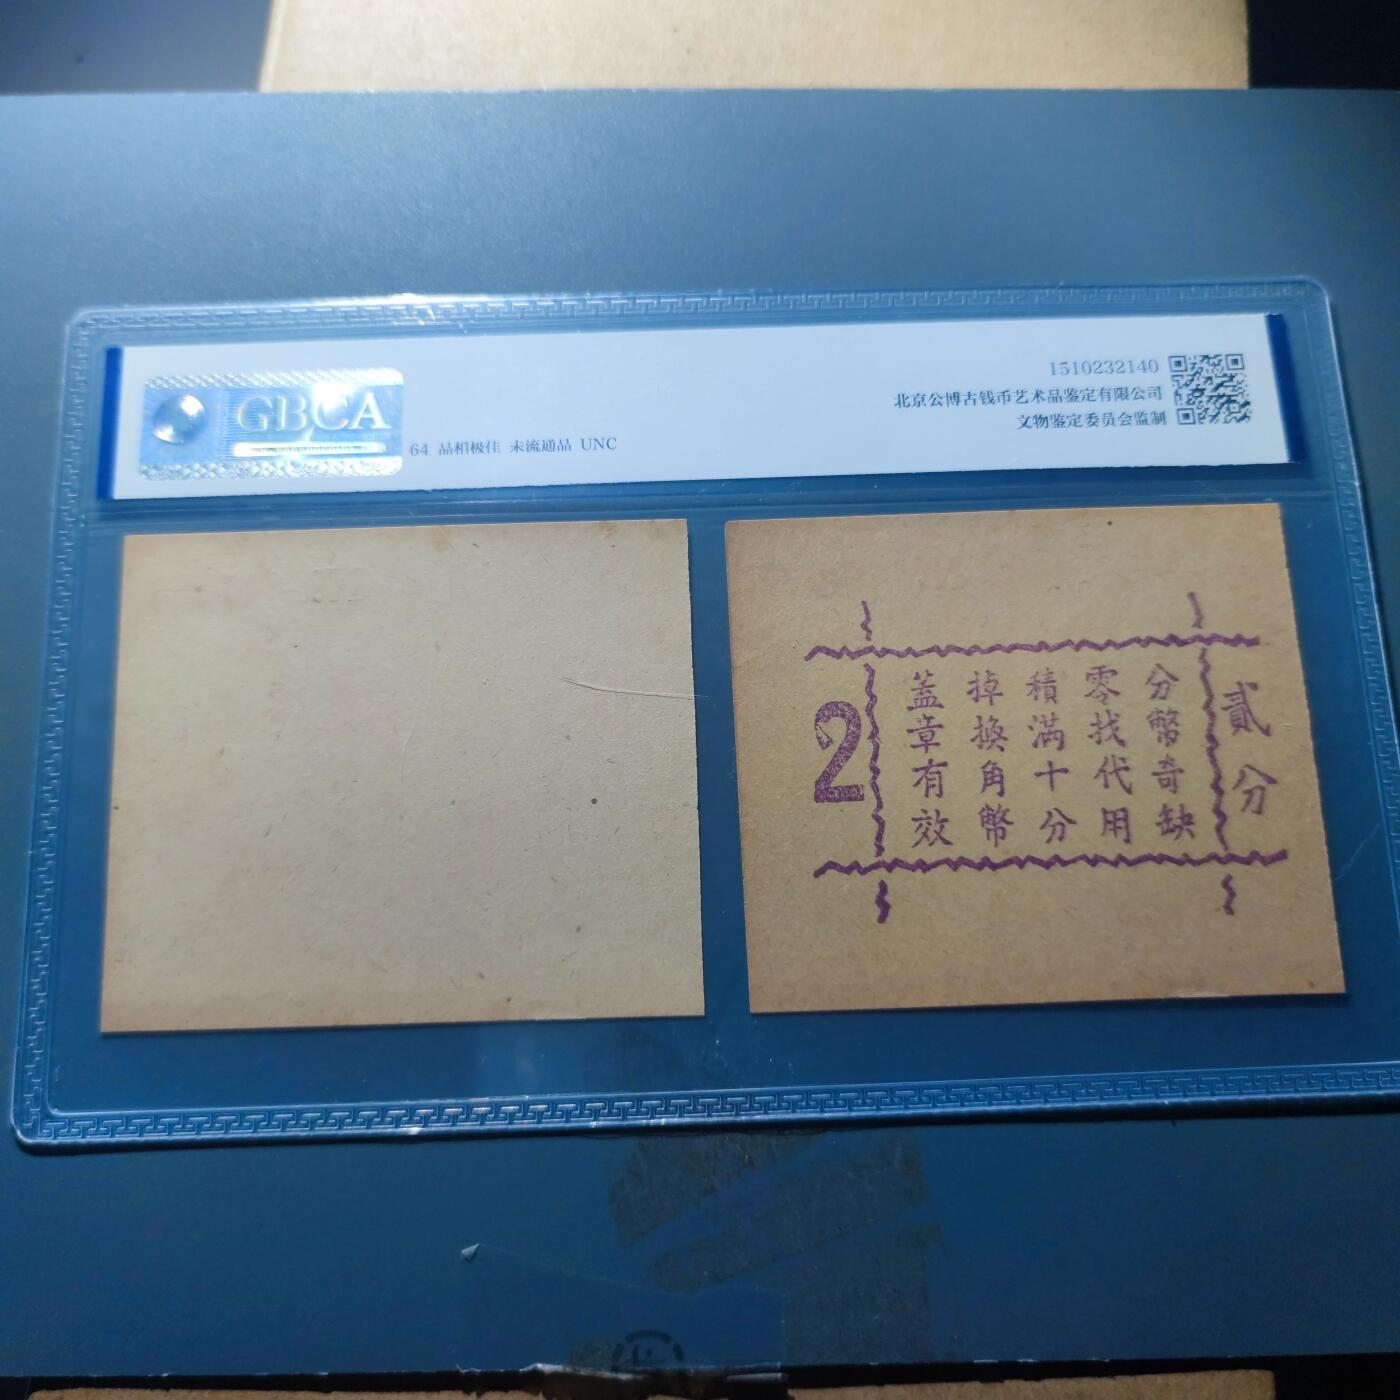 GBCA
64 品相极佳 未流通品 UNC
1510232140
北京公博古钱币艺术品鉴定有限公司
文物鉴定委员会监制
貳分
分幣奇缺
零找代用
積满十分
掉換角幣
蓋章有效
2